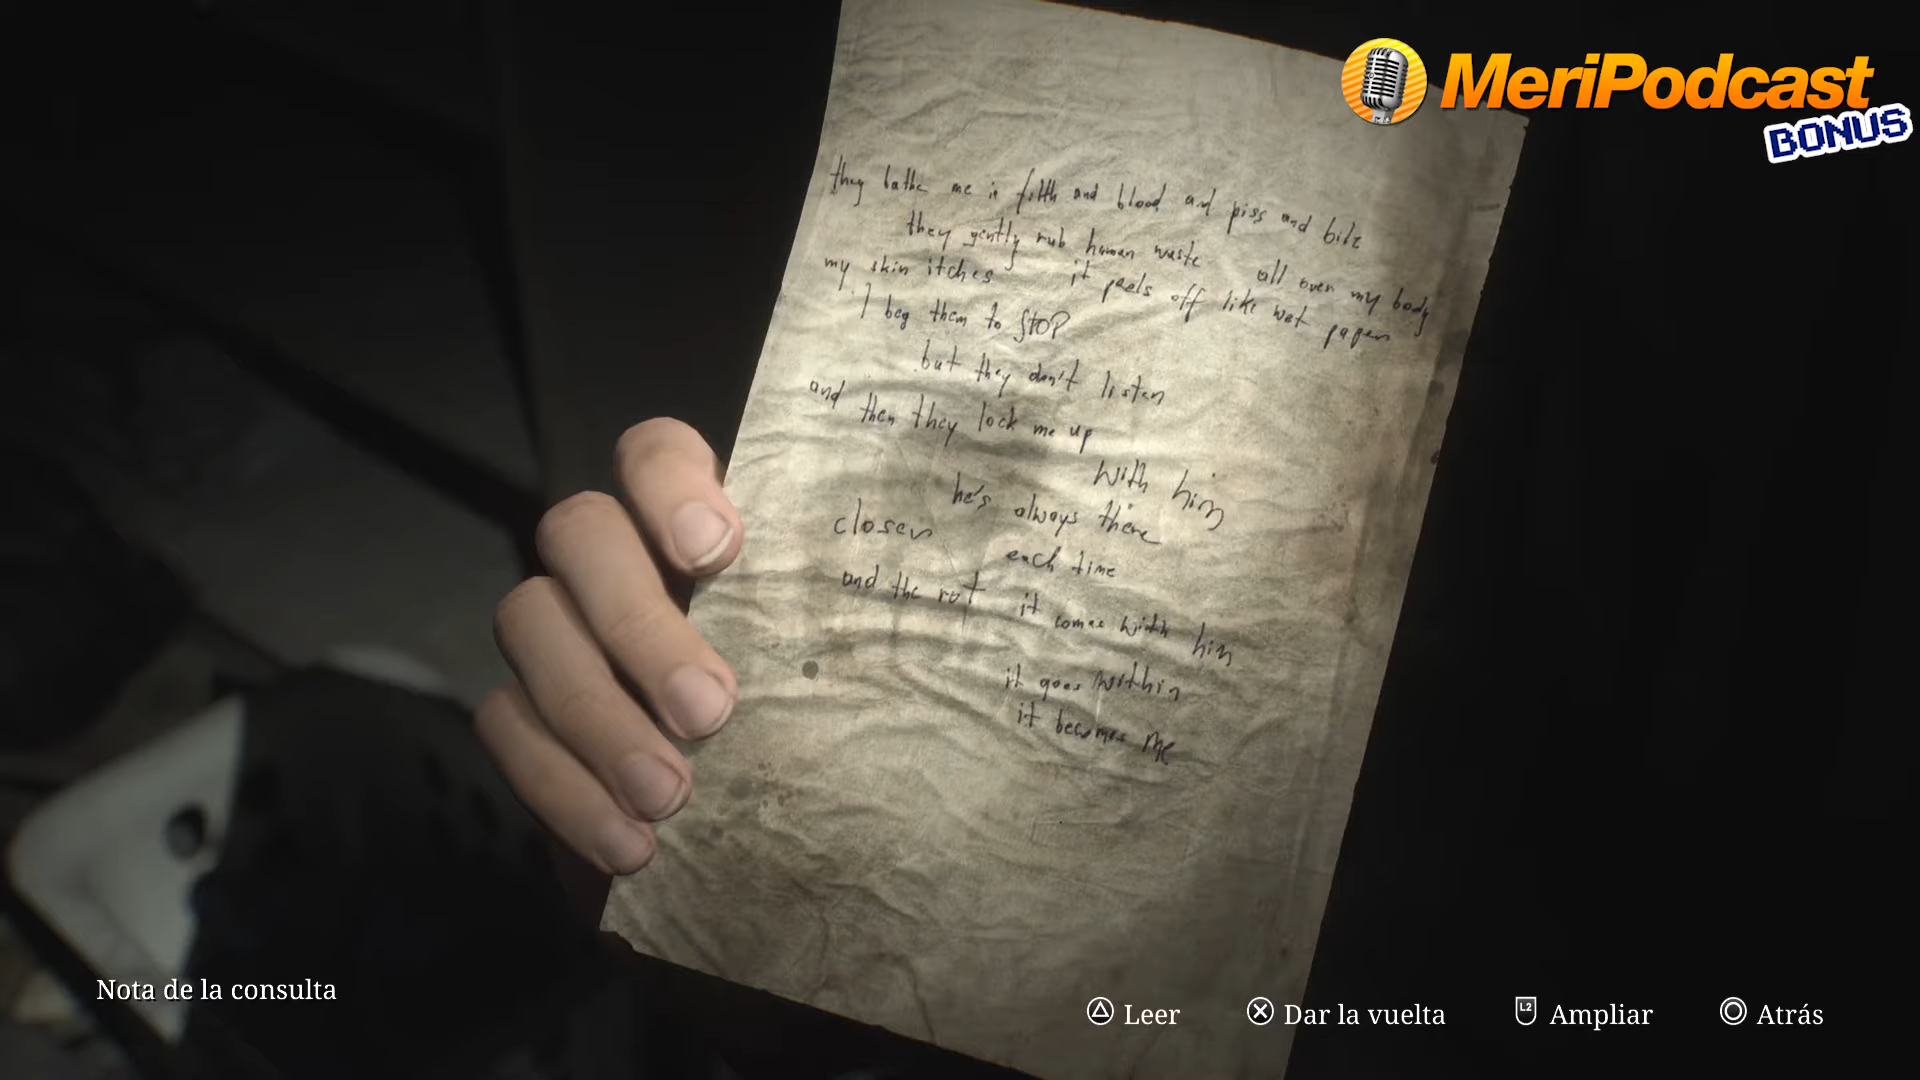 MeriPodcast
BONUS
they bathe me in filth and blood and piss and bile
they gently rub human waste all over my body
my skin itches it peels off like wet paper
I beg them to STOP
but they don't listen
and then they lock me up
with him
he's always there
closer each time
and the rot it comes with him
it goes within
it becomes me
Nota de la consulta
Leer
Dar la vuelta
L2 Ampliar
Atrás